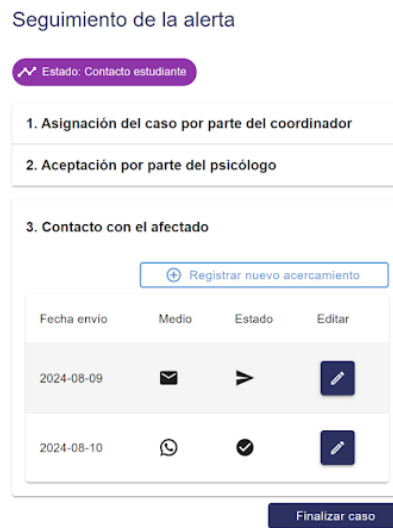 Seguimiento de la alerta
Estado: Contacto estudiante
1. Asignación del caso por parte del coordinador
2. Aceptación por parte del psicólogo
3. Contacto con el afectado
Registrar nuevo acercamiento
Fecha envío Medio Estado Editar
2024-08-09
2024-08-10
Finalizar caso